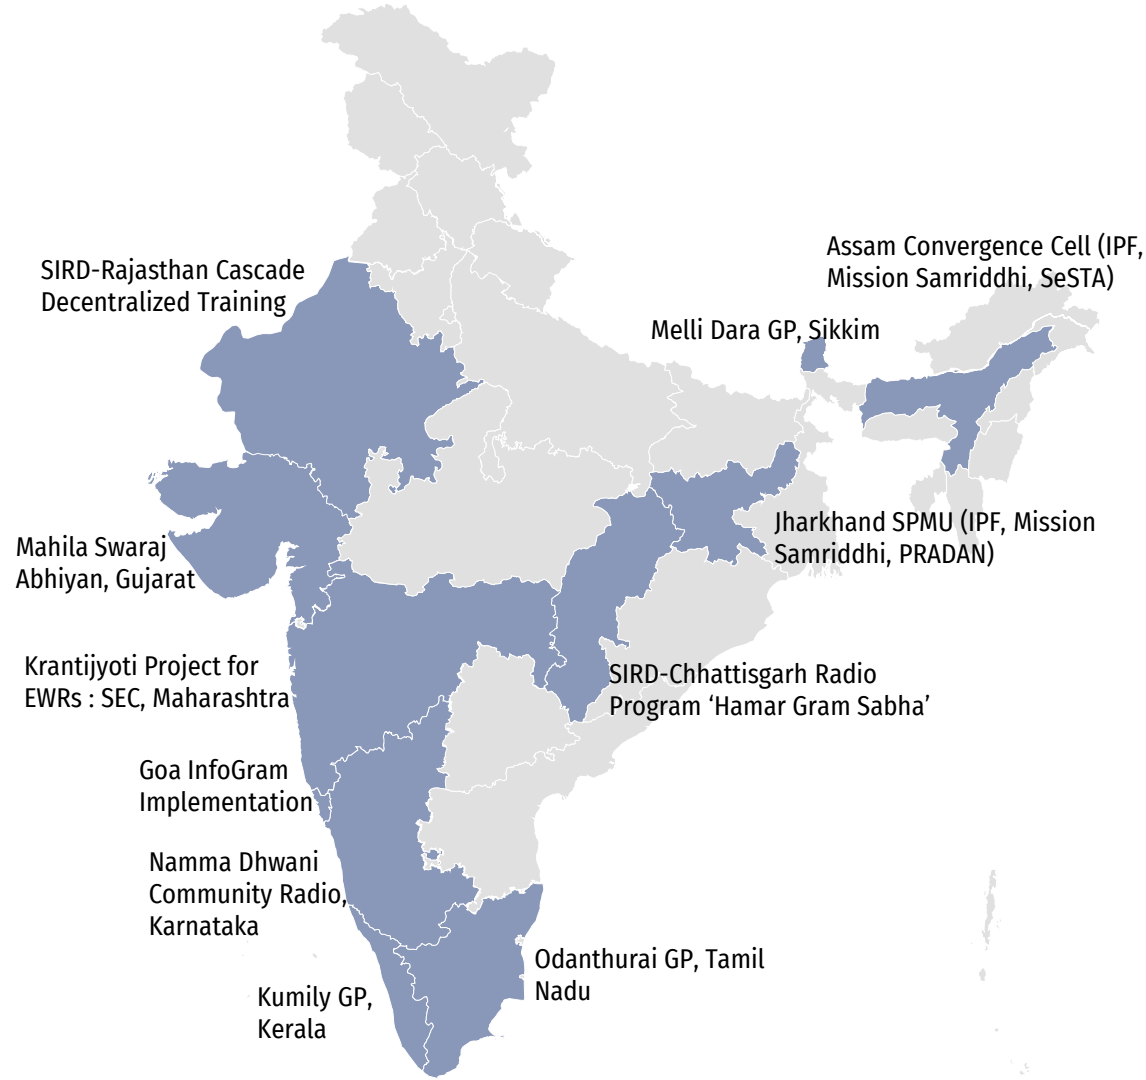 Assam Convergence Cell (IPF,
Mission Samriddhi, SeSTA)
SIRD-Rajasthan Cascade
Decentralized Training
Melli Dara GP, Sikkim
Jharkhand SPMU (IPF, Mission
Samriddhi, PRADAN)
Mahila Swaraj
Abhiyan, Gujarat
Krantijyoti Project for
EWRs : SEC, Maharashtra
SIRD-Chhattisgarh Radio
Program ‘Hamar Gram Sabha’
Goa InfoGram
Implementation
Namma Dhwani
Community Radio,
Karnataka
Odanthurai GP, Tamil
Nadu
Kumily GP,
Kerala